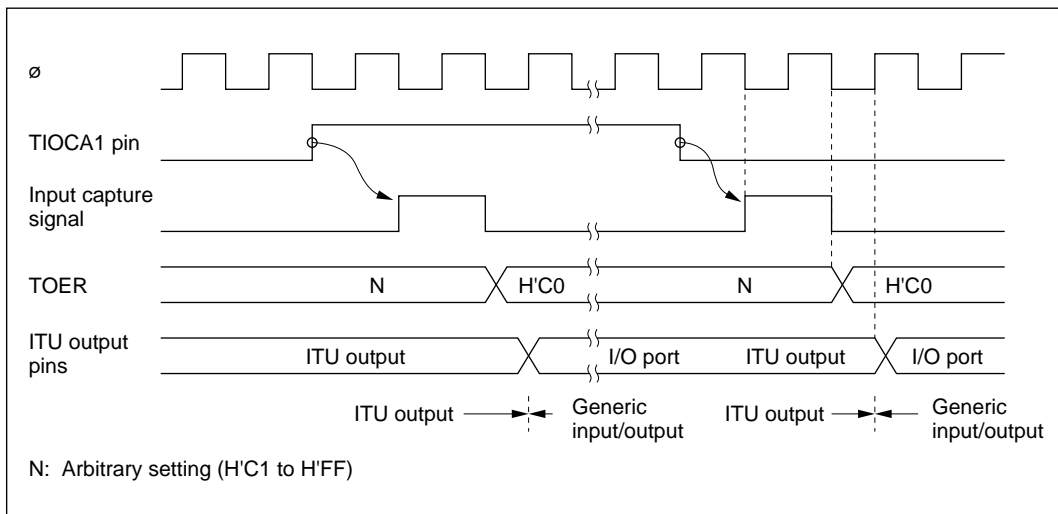 ø
TIOCA1 pin
Input capture
signal
TOER
N
H'C0
N
H'C0
ITU output
pins
ITU output
I/O port
ITU output
I/O port
ITU output
Generic
input/output
ITU output
Generic
input/output
N: Arbitrary setting (H'C1 to H'FF)